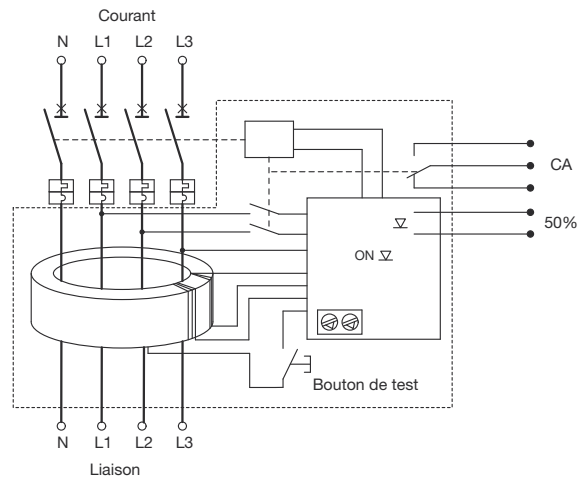 Courant
N L1 L2 L3
CA
50%
ON
Bouton de test
N L1 L2 L3
Liaison